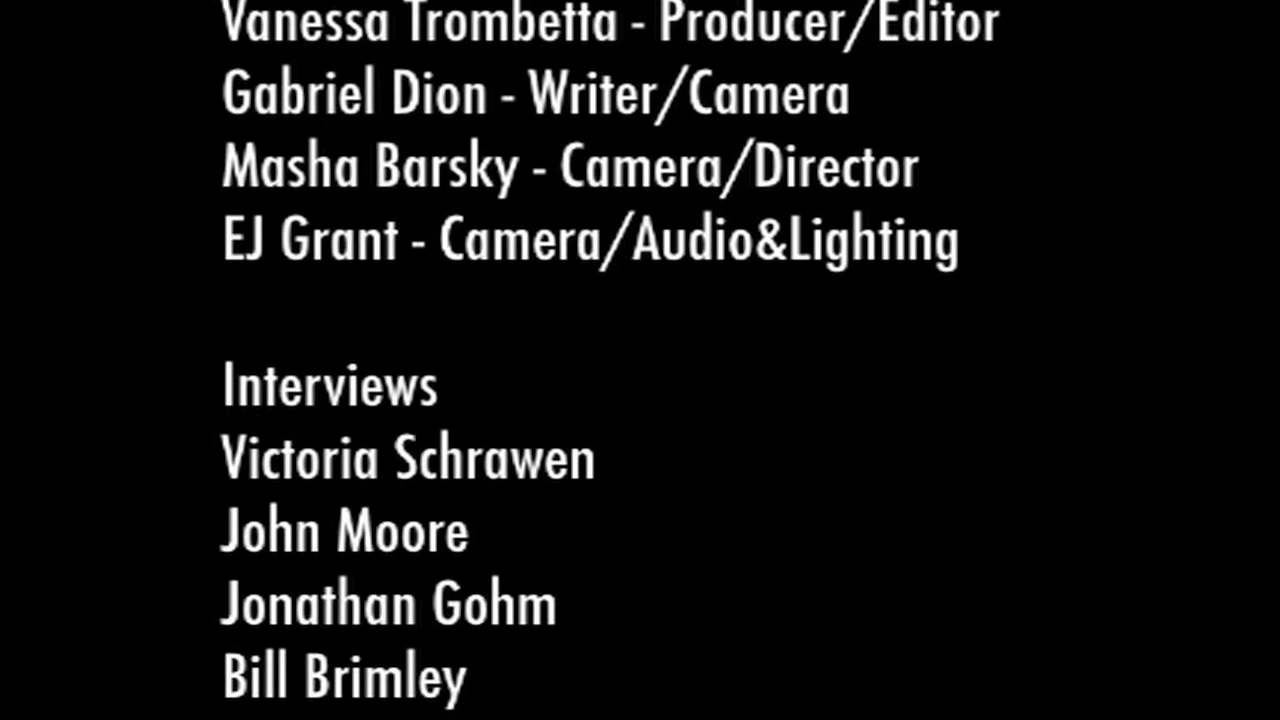 Vanessa Trombetta - Producer/Editor
Gabriel Dion - Writer/Camera
Masha Barsky - Camera/Director
EJ Grant - Camera/Audio&Lighting
Interviews
Victoria Schrawen
John Moore
Jonathan Gohm
Bill Brimley